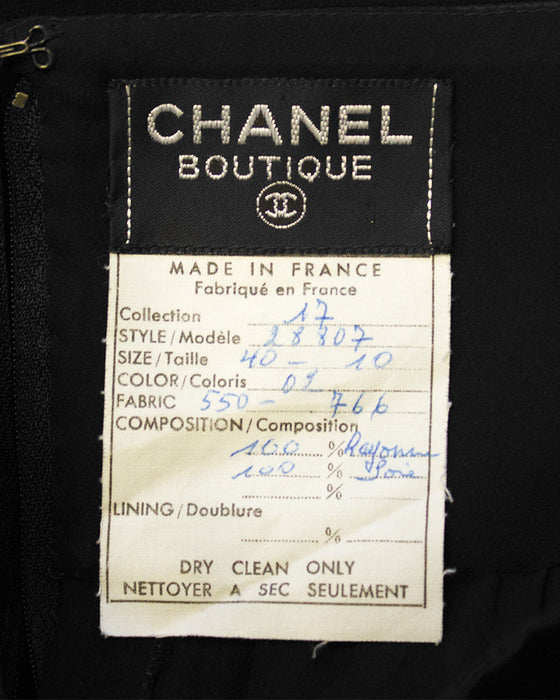 CHANEL
BOUTIQUE
MADE IN FRANCE
Fabriqué en France
Collection 17
STYLE/Modèle 28807
SIZE/Taille 40 - 10
COLOR/Coloris 02
FABRIC 550 - 766
COMPOSITION/Composition
100 % Rayonne
100 % Soie
%
LINING/Doublure
%
DRY CLEAN ONLY
NETTOYER A SEC SEULEMENT